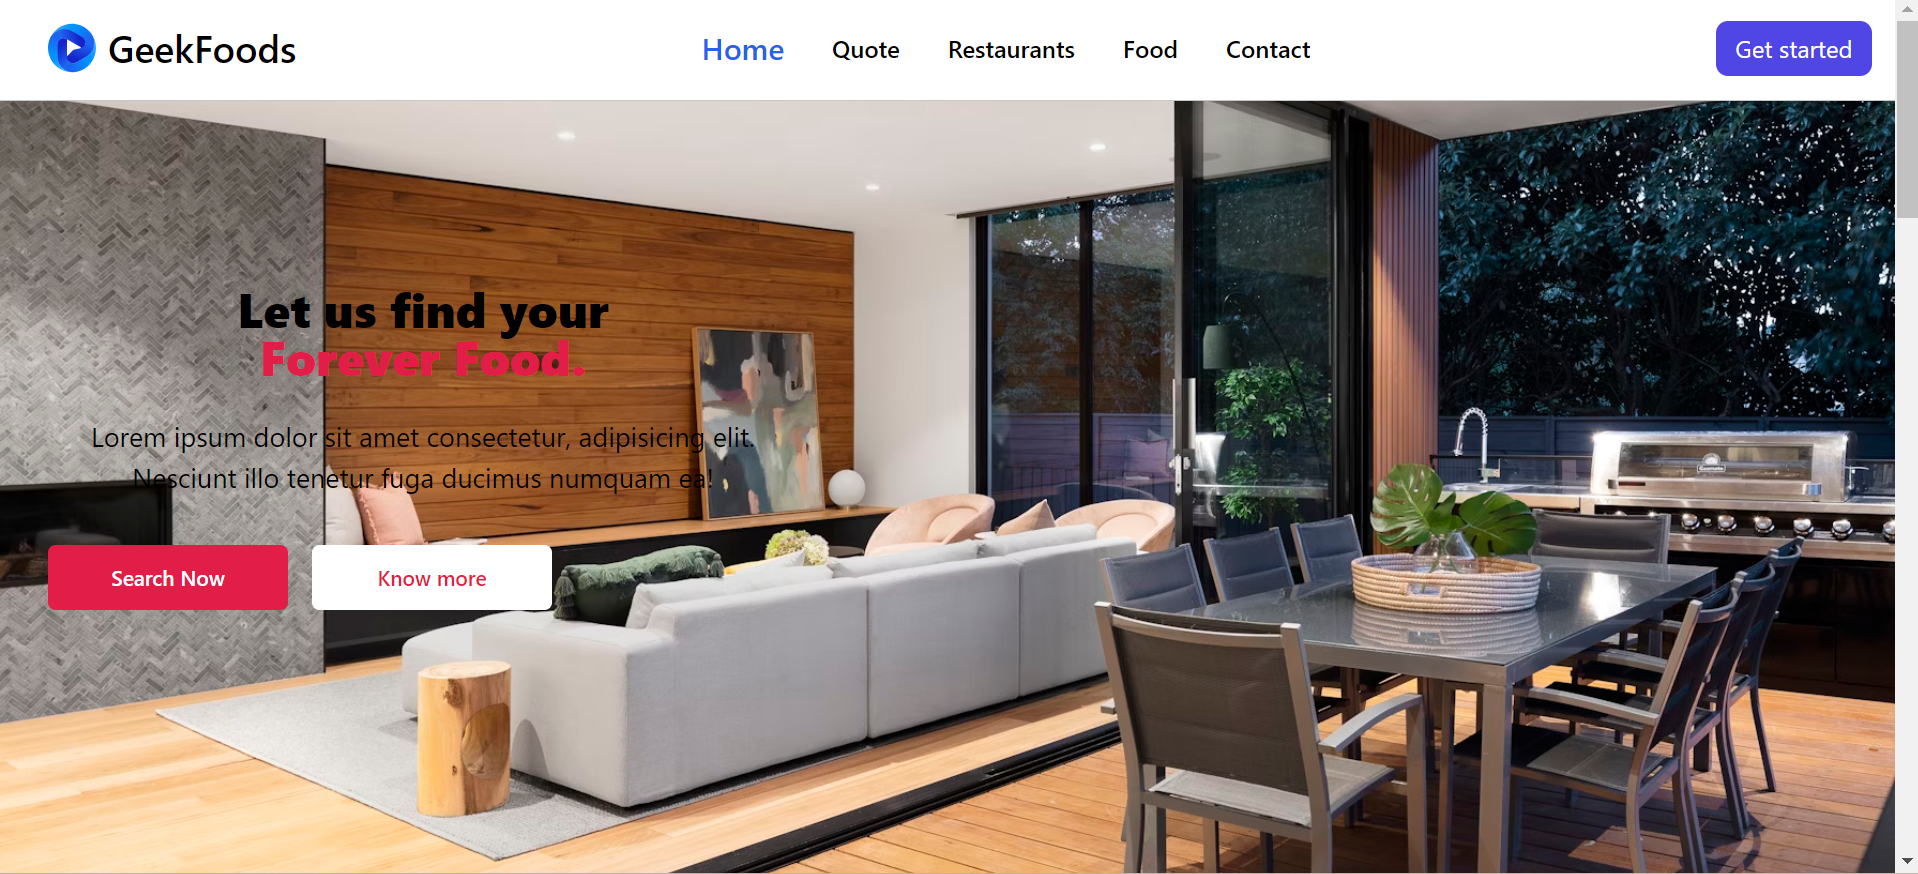 GeekFoods
Home Quote Restaurants Food Contact
Get started
Let us find your
Forever Food.
Lorem ipsum dolor sit amet consectetur, adipisicing elit.
Nesciunt illo tenetur fuga ducimus numquam ea!
Search Now
Know more